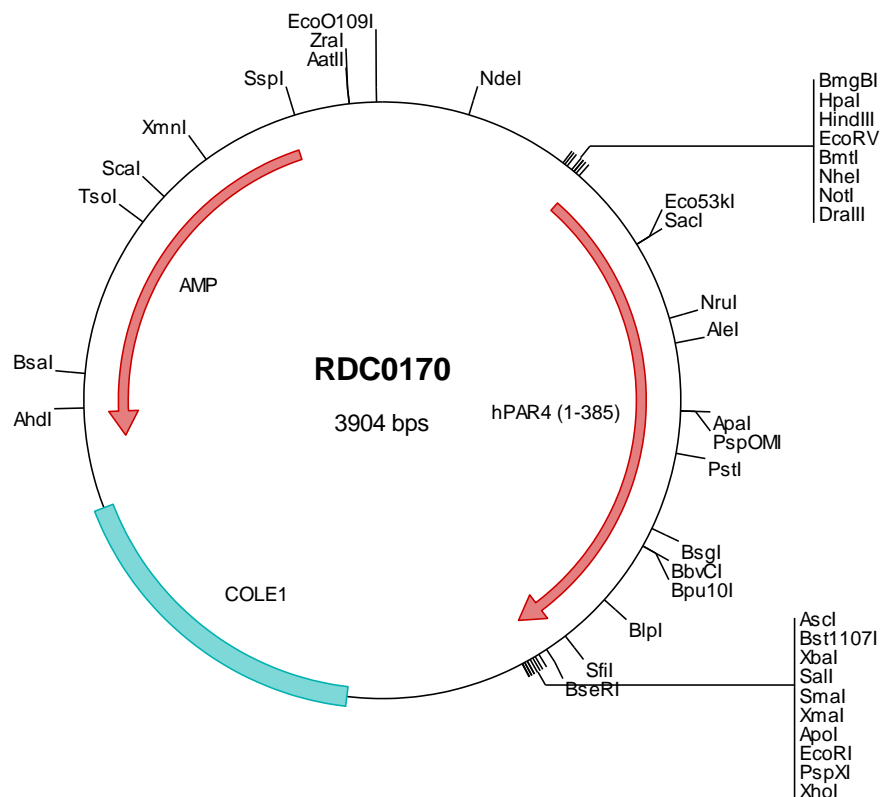 EcoO109I
ZraI
AatII
SspI
NdeI
XmnI
ScaI
TsoI
BmgBI
HpaI
HindIII
EcoRV
BmtI
NheI
NotI
DraIII
Eco53kI
SacI
AMP
NruI
AleI
BsaI
AhdI
RDC0170
3904 bps
hPAR4 (1-385)
ApaI
PspOMI
PstI
BsgI
BbvCI
Bpu10I
COLE1
BlpI
SfiI
BseRI
AscI
Bst1107I
XbaI
SalI
SmaI
XmaI
ApoI
EcoRI
PspXI
XhoI